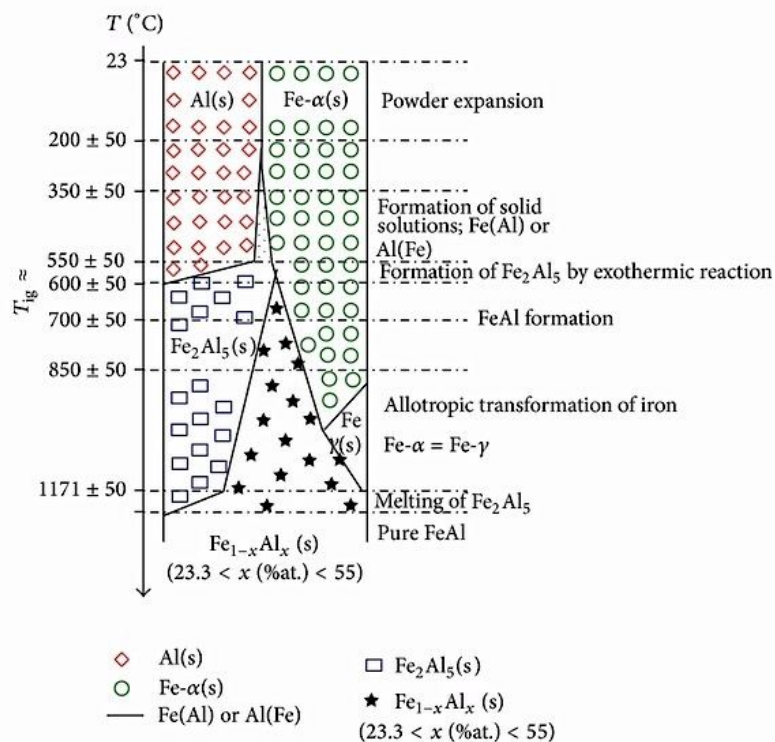 T (°C)
23
Al(s)
Fe-α(s)
Powder expansion
200 ± 50
350 ± 50
Formation of solid
solutions; Fe(Al) or
Al(Fe)
550 ± 50
Formation of Fe₂Al₅ by exothermic reaction
T_ig ≈
600 ± 50
700 ± 50
FeAl formation
Fe₂Al₅(s)
850 ± 50
Allotropic transformation of iron
Fe
γ(s)
Fe-α = Fe-γ
1171 ± 50
Melting of Fe₂Al₅
Pure FeAl
Fe₁₋ₓAlₓ (s)
(23.3 < x (%at.) < 55)
Al(s)
Fe-α(s)
Fe(Al) or Al(Fe)
Fe₂Al₅(s)
Fe₁₋ₓAlₓ (s)
(23.3 < x (%at.) < 55)